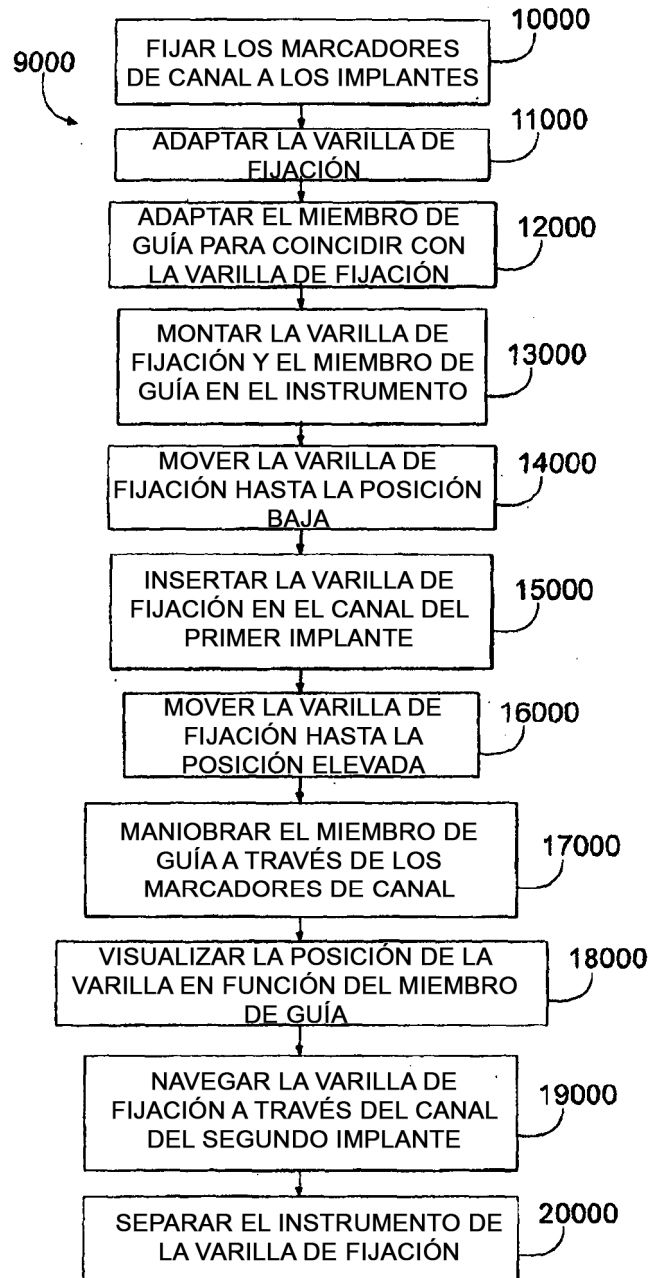 9000
FIJAR LOS MARCADORES
DE CANAL A LOS IMPLANTES
10000
ADAPTAR LA VARILLA DE
FIJACIÓN
11000
ADAPTAR EL MIEMBRO DE
GUÍA PARA COINCIDIR CON
LA VARILLA DE FIJACIÓN
12000
MONTAR LA VARILLA DE
FIJACIÓN Y EL MIEMBRO DE
GUÍA EN EL INSTRUMENTO
13000
MOVER LA VARILLA DE
FIJACIÓN HASTA LA POSICIÓN
BAJA
14000
INSERTAR LA VARILLA DE
FIJACIÓN EN EL CANAL DEL
PRIMER IMPLANTE
15000
MOVER LA VARILLA DE
FIJACIÓN HASTA LA
POSICIÓN ELEVADA
16000
MANIOBRAR EL MIEMBRO DE
GUÍA A TRAVÉS DE LOS
MARCADORES DE CANAL
17000
VISUALIZAR LA POSICIÓN DE LA
VARILLA EN FUNCIÓN DEL MIEMBRO
DE GUÍA
18000
NAVEGAR LA VARILLA DE
FIJACIÓN A TRAVÉS DEL CANAL
DEL SEGUNDO IMPLANTE
19000
SEPARAR EL INSTRUMENTO DE
LA VARILLA DE FIJACIÓN
20000